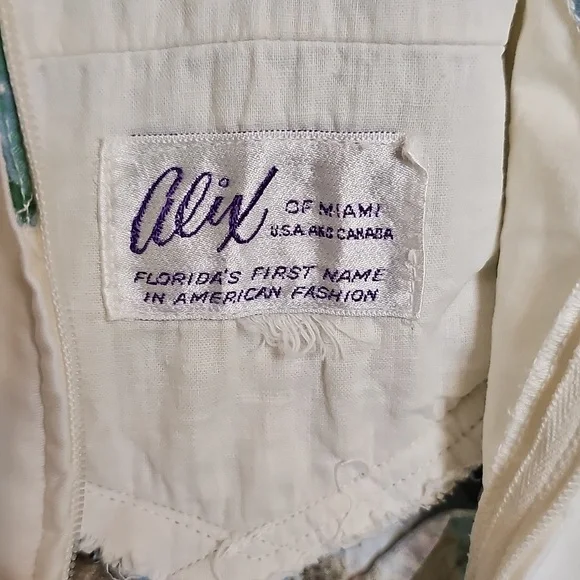 alix OF MIAMI
U.S.A. AND CANADA
FLORIDA'S FIRST NAME
IN AMERICAN FASHION